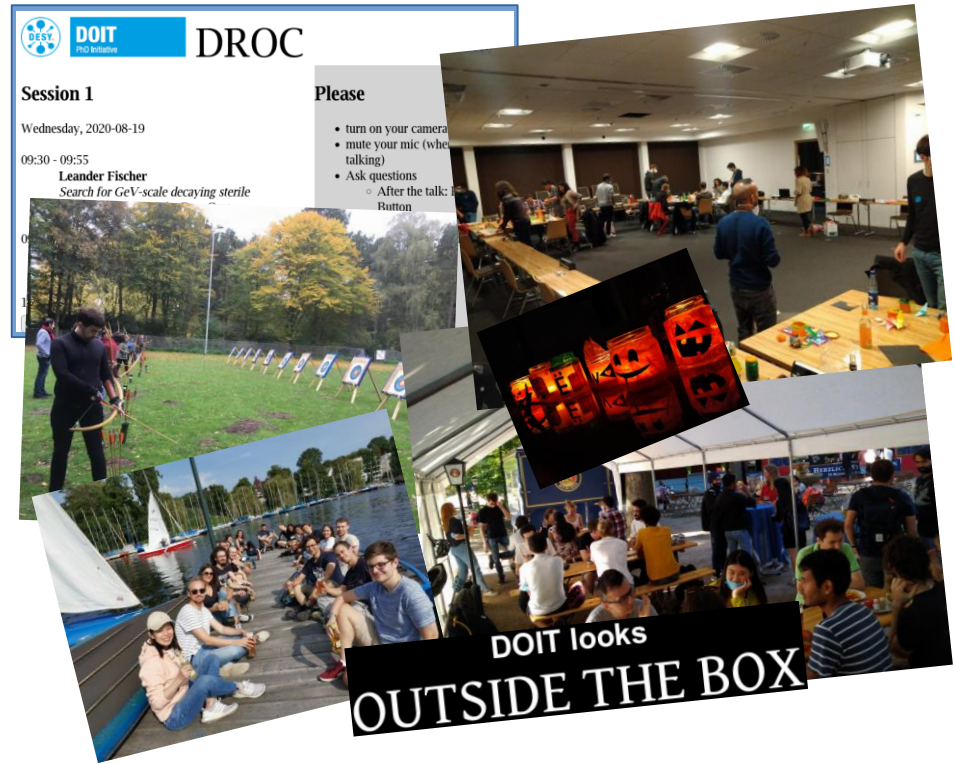 DESY.
DOIT
PhD Initiative
DROC
Session 1
Wednesday, 2020-08-19
09:30 - 09:55
Leander Fischer
Search for GeV-scale decaying sterile
Please
turn on your camera
mute your mic (when
talking)
Ask questions
After the talk:
Button
DOIT looks
OUTSIDE THE BOX